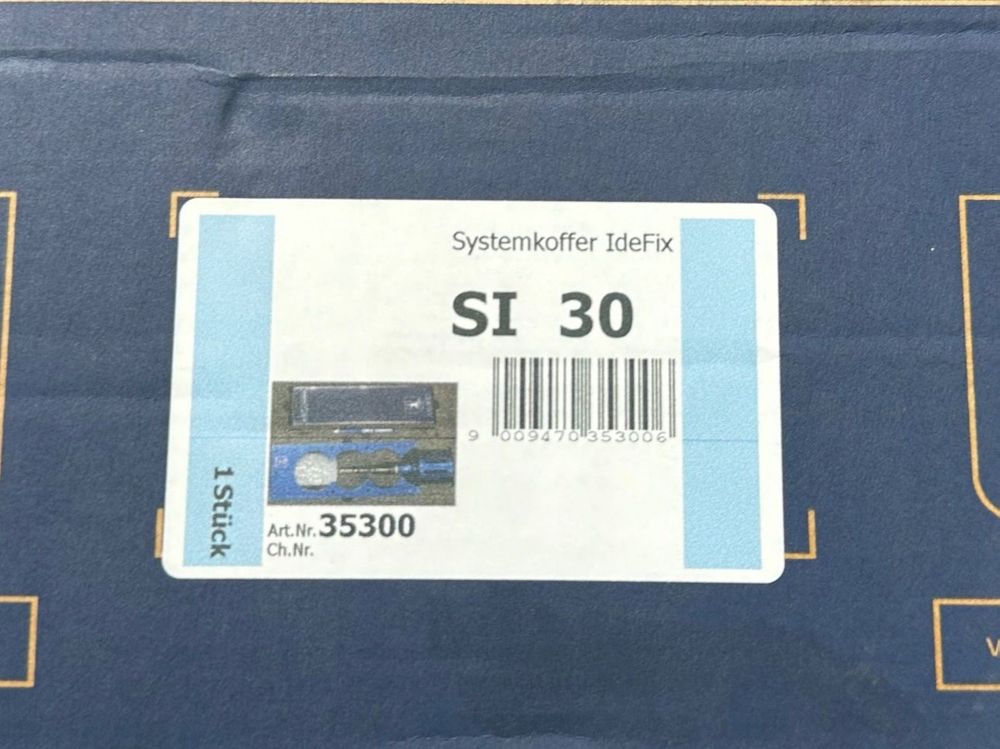 Systemkoffer IdeFix
SI 30
9 009470 353006
1 Stück
Art.Nr. 35300
Ch.Nr.